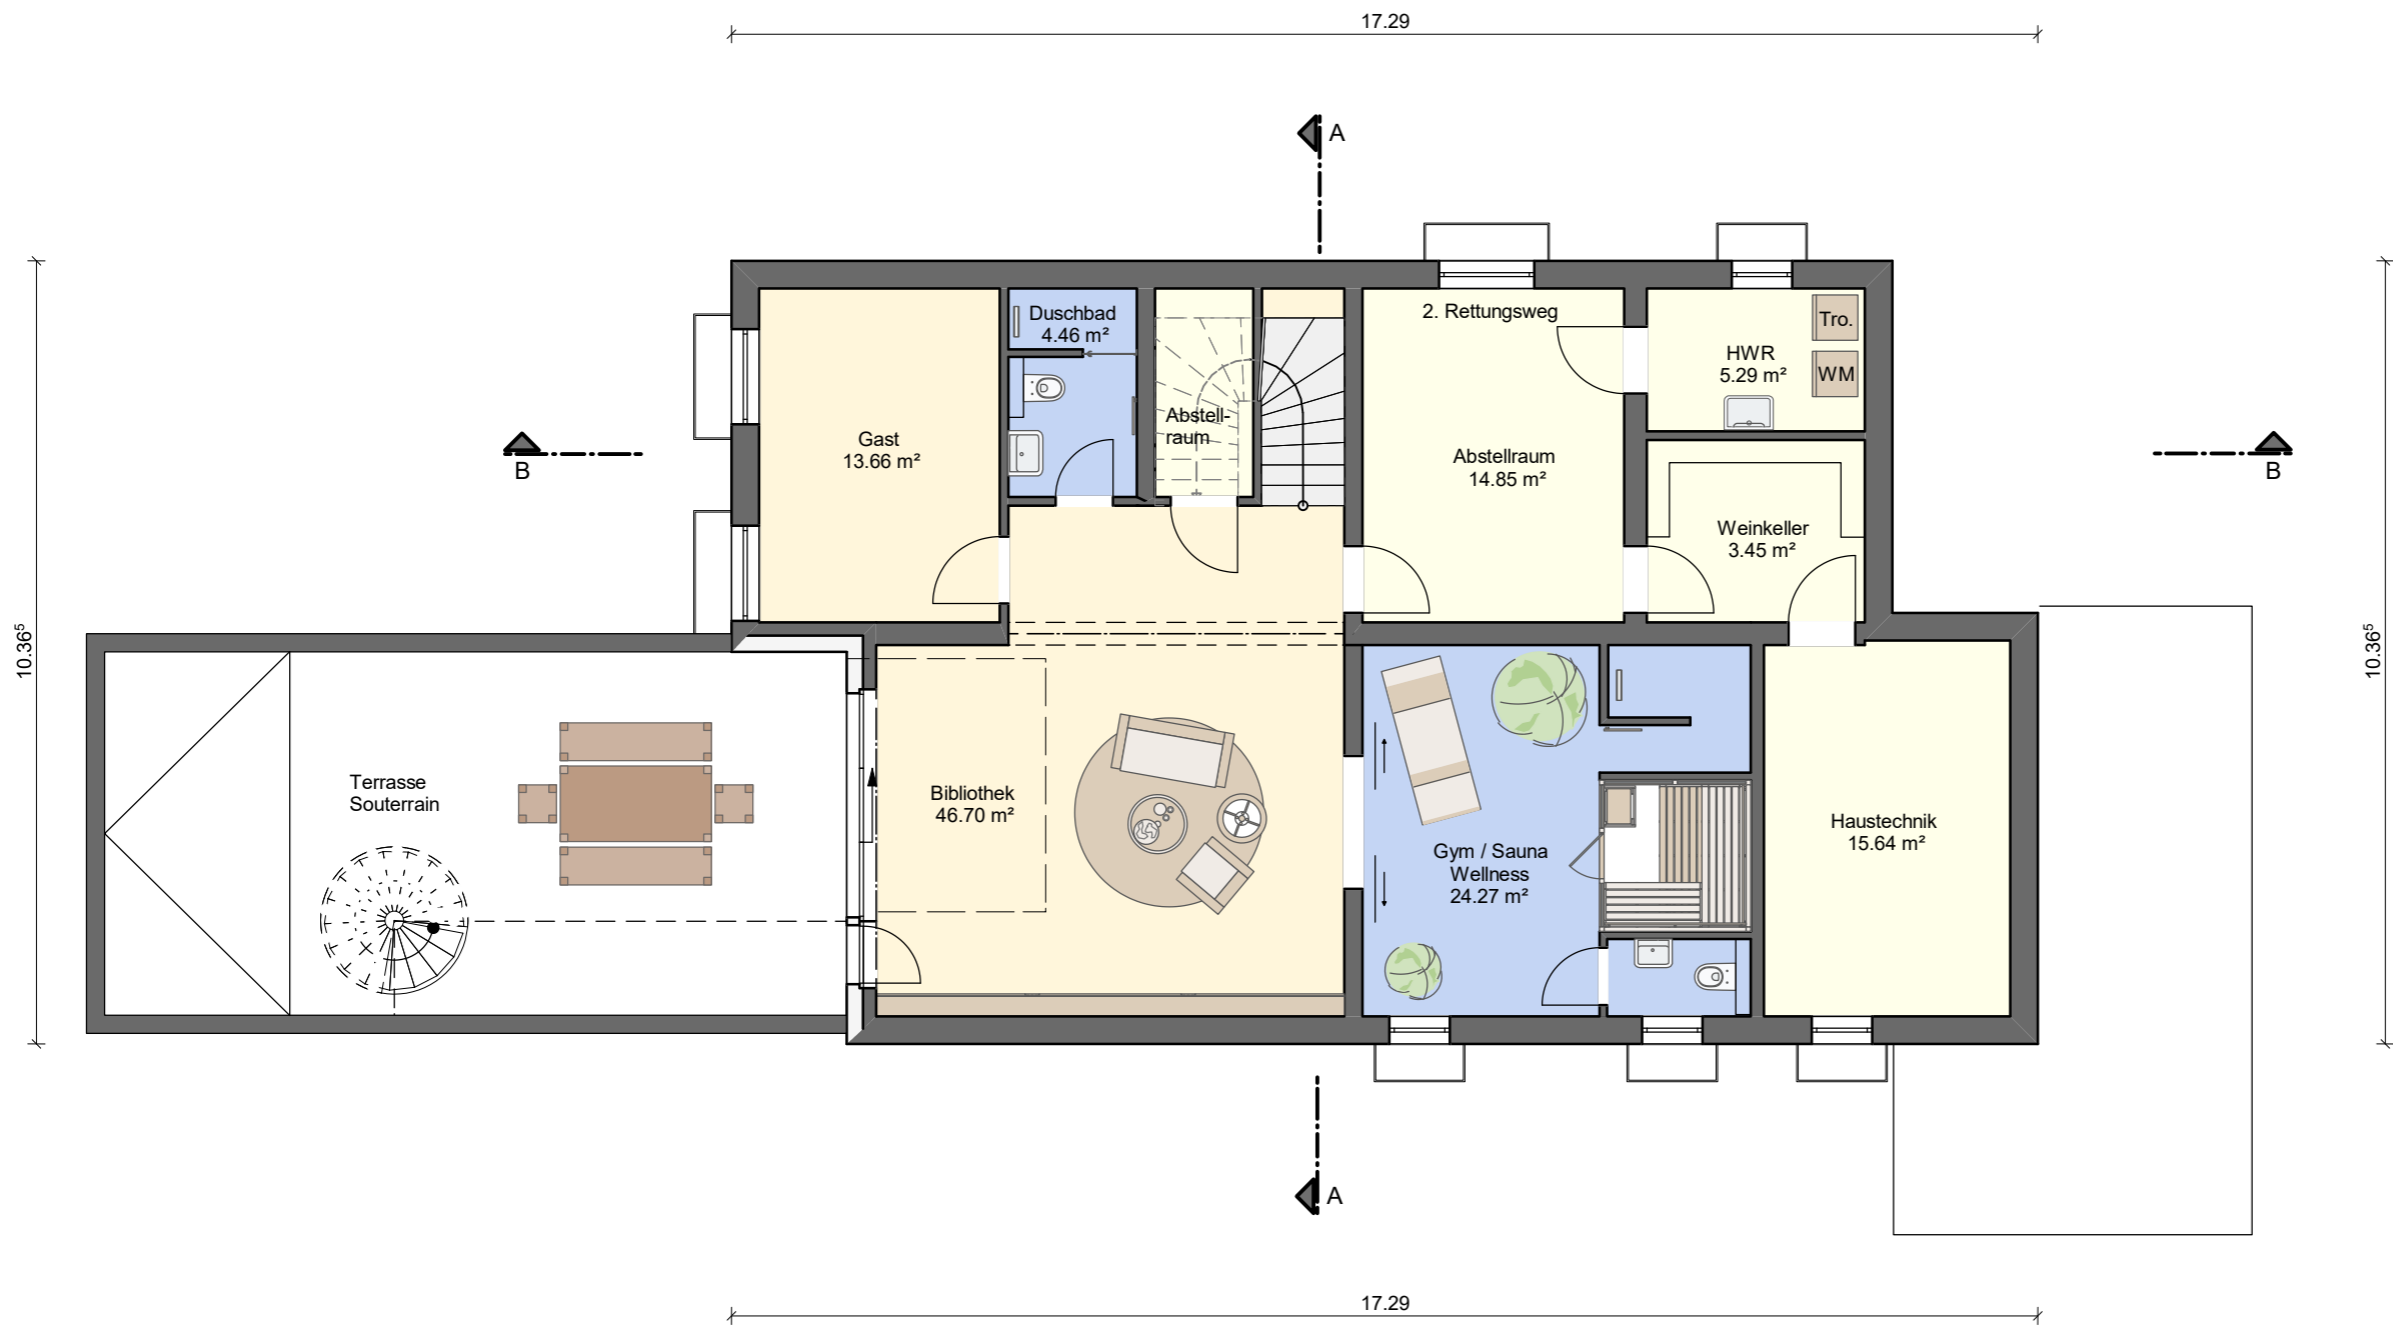 17.29
A
2. Rettungsweg
Duschbad
4.46 m²
Tro.
HWR
5.29 m²
WM
Abstell-
raum
Gast
13.66 m²
Abstellraum
14.85 m²
B
B
Weinkeller
3.45 m²
10.36⁵
10.36⁵
Terrasse
Souterrain
Bibliothek
46.70 m²
Gym / Sauna
Wellness
24.27 m²
Haustechnik
15.64 m²
A
17.29